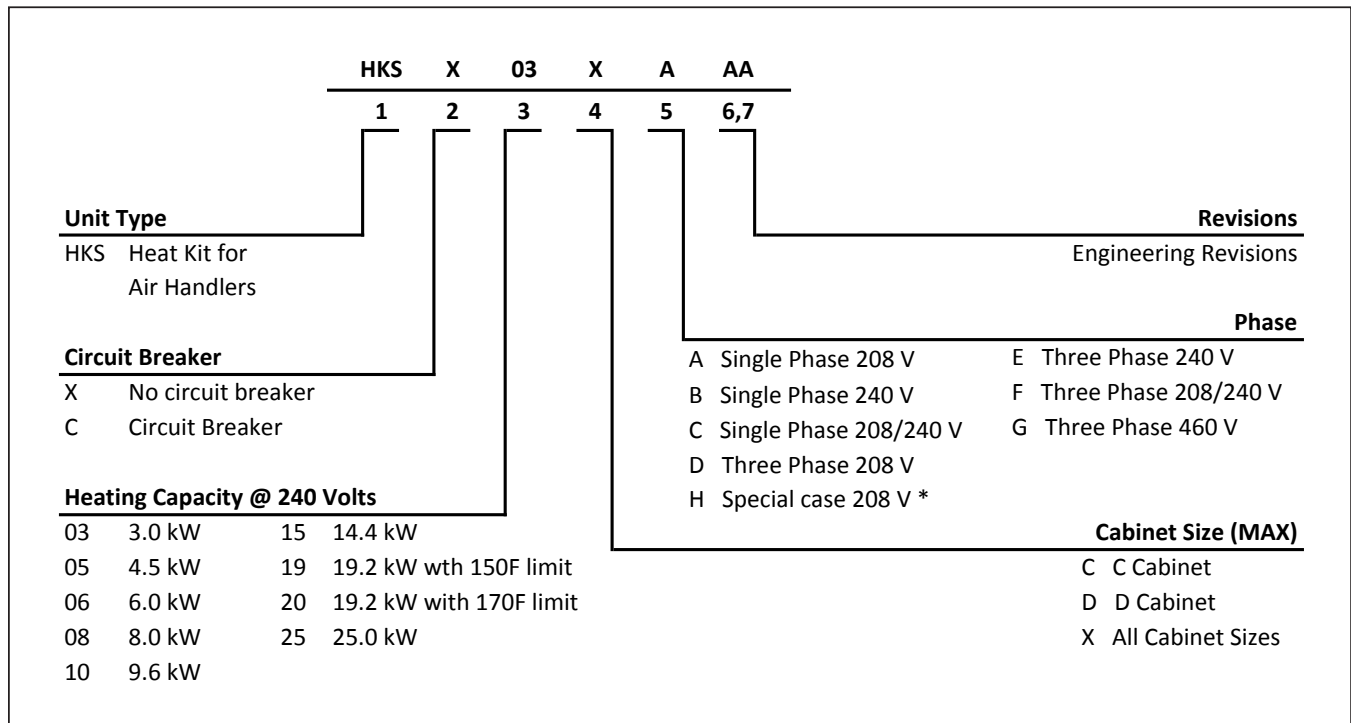 HKS X 03 X A AA
1 2 3 4 5 6,7
Unit Type
HKS Heat Kit for
Air Handlers
Circuit Breaker
X No circuit breaker
C Circuit Breaker
Heating Capacity @ 240 Volts
03 3.0 kW 15 14.4 kW
05 4.5 kW 19 19.2 kW wth 150F limit
06 6.0 kW 20 19.2 kW with 170F limit
08 8.0 kW 25 25.0 kW
10 9.6 kW
Revisions
Engineering Revisions
Phase
A Single Phase 208 V E Three Phase 240 V
B Single Phase 240 V F Three Phase 208/240 V
C Single Phase 208/240 V G Three Phase 460 V
D Three Phase 208 V
H Special case 208 V *
Cabinet Size (MAX)
C C Cabinet
D D Cabinet
X All Cabinet Sizes